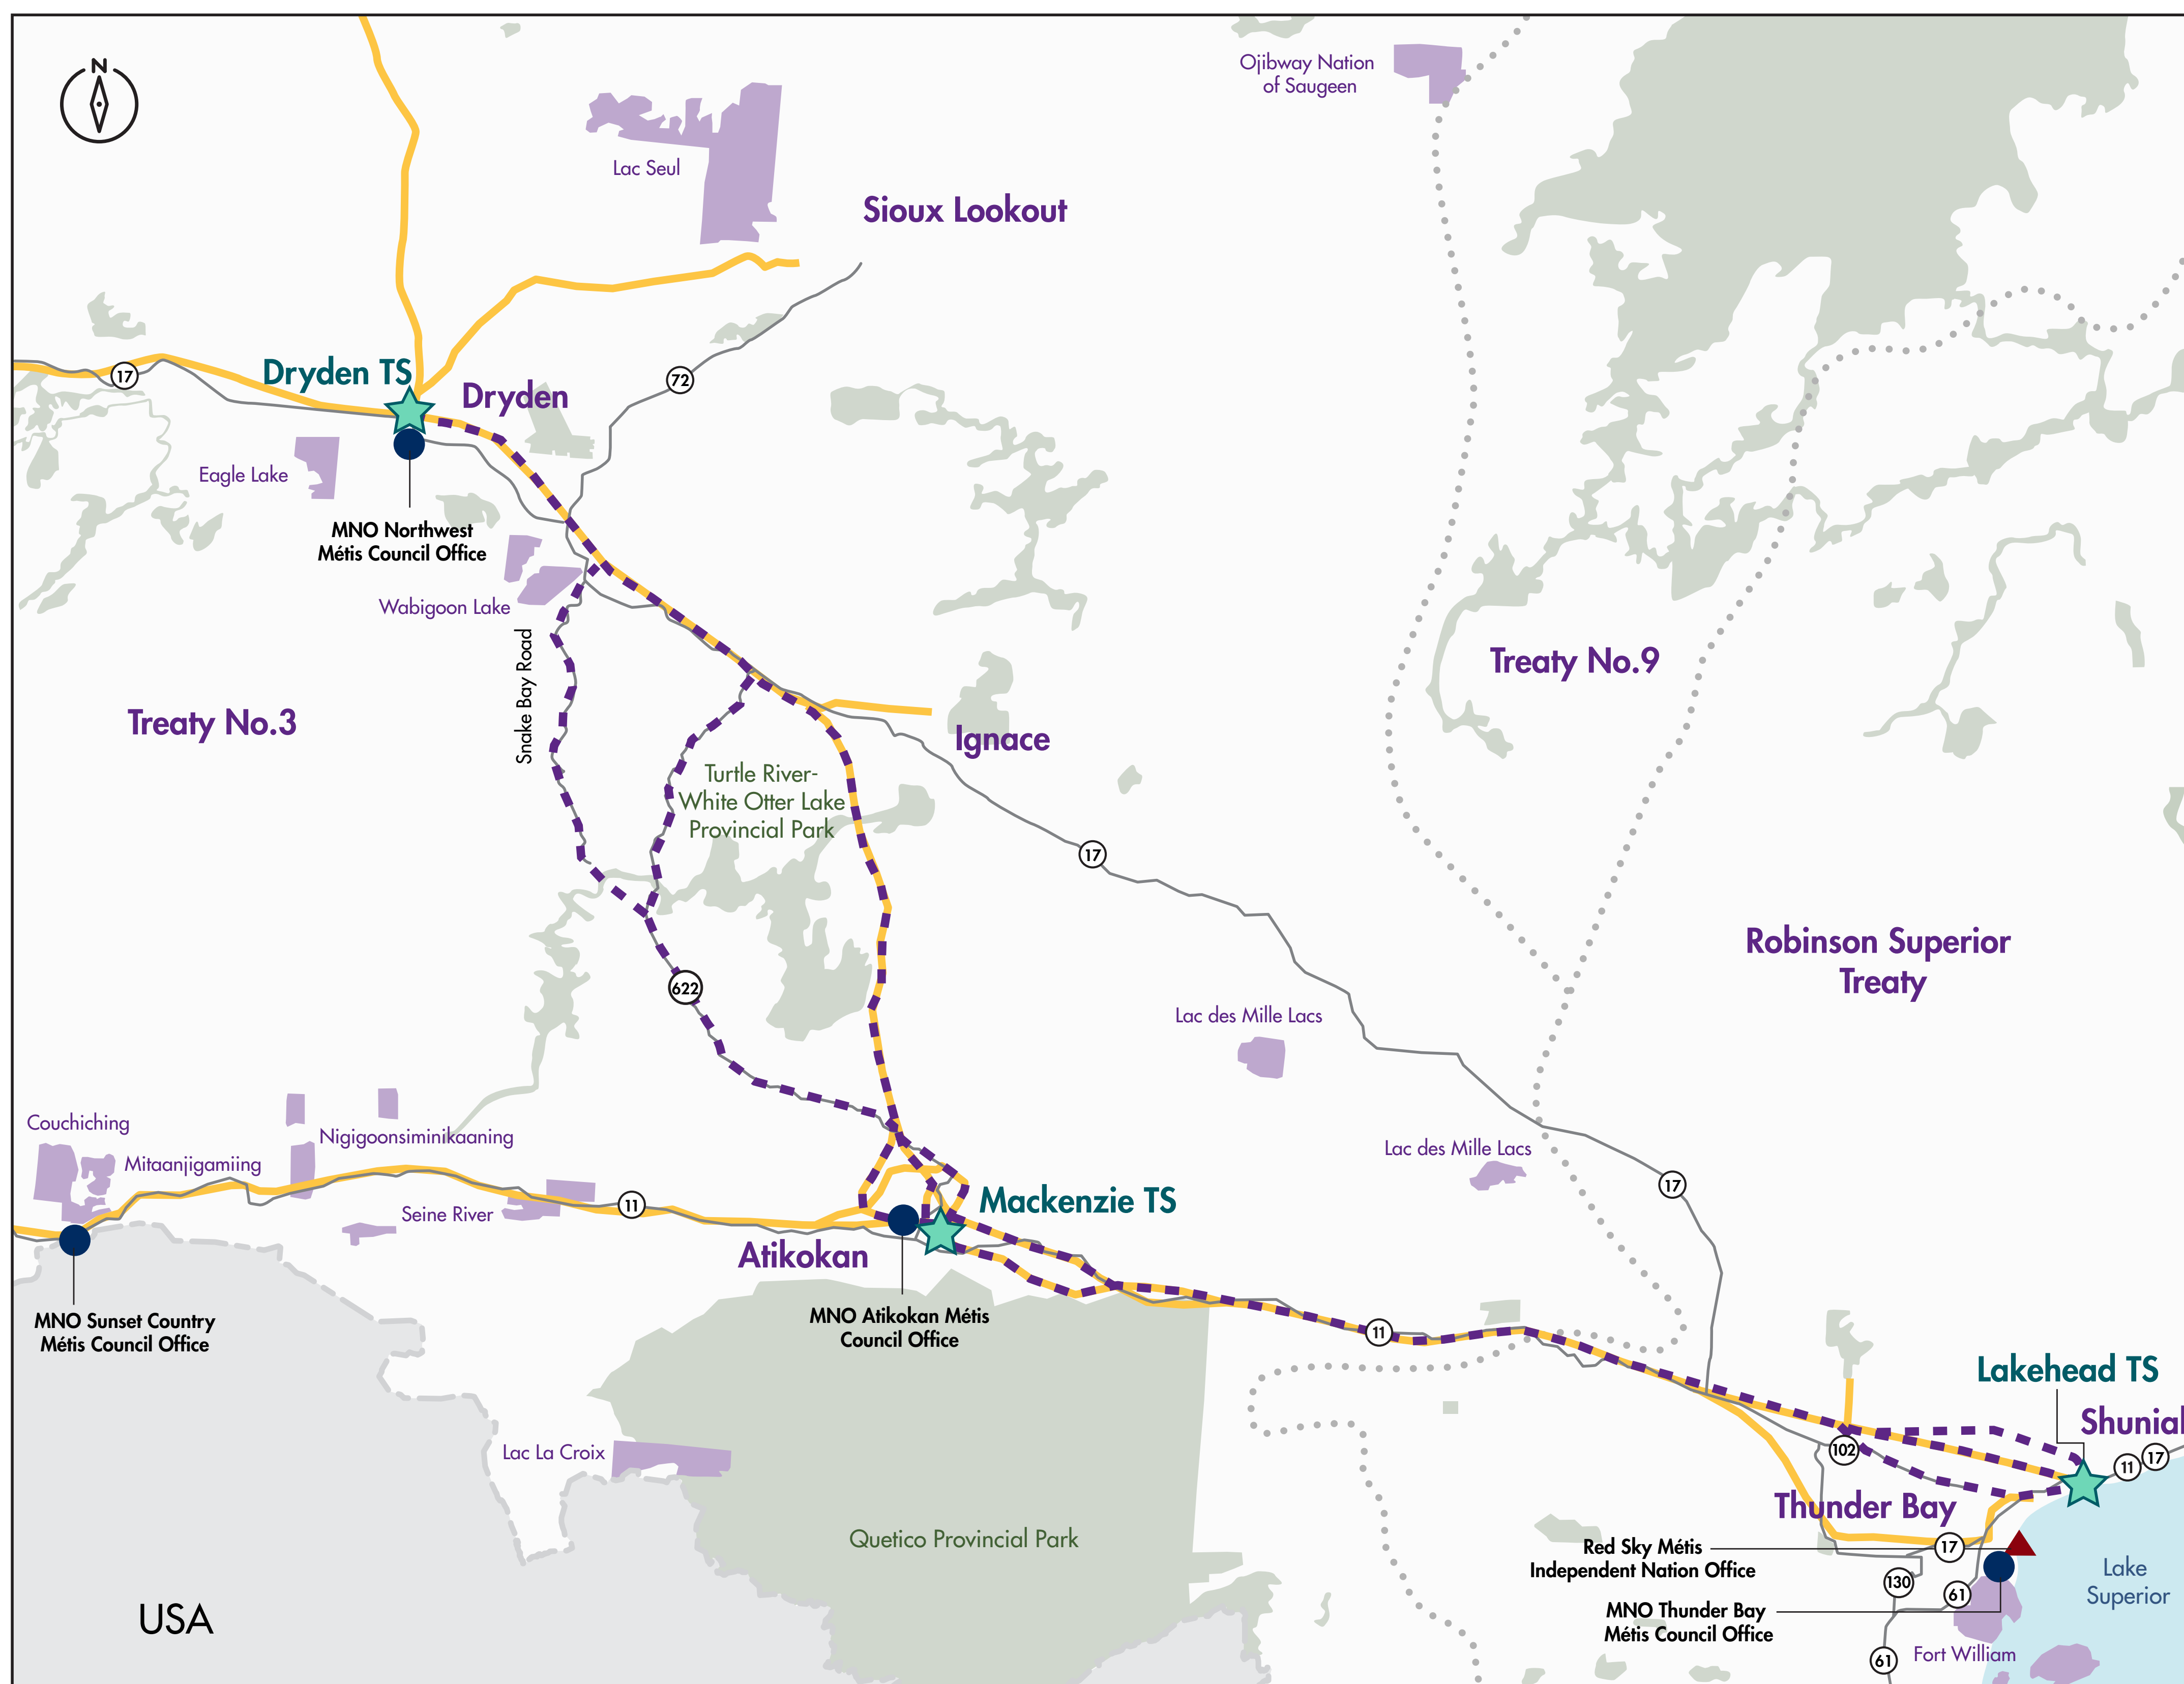 N
Ojibway Nation
of Saugeen
Lac Seul
Sioux Lookout
17
Dryden TS
Dryden
72
Eagle Lake
MNO Northwest
Métis Council Office
Wabigoon Lake
Snake Bay Road
Treaty No.9
Treaty No.3
Ignace
Turtle River-
White Otter Lake
Provincial Park
17
Robinson Superior
Treaty
622
Lac des Mille Lacs
Couchiching
Nigigoonsiminikaaning
Mitaanjigamiing
Lac des Mille Lacs
17
Seine River
11
Mackenzie TS
Atikokan
MNO Sunset Country
Métis Council Office
MNO Atikokan Métis
Council Office
11
Lakehead TS
Shunia
102
11
17
Lac La Croix
Thunder Bay
Quetico Provincial Park
Red Sky Métis
Independent Nation Office
17
130
61
Lake
Superior
MNO Thunder Bay
Métis Council Office
USA
61
Fort William